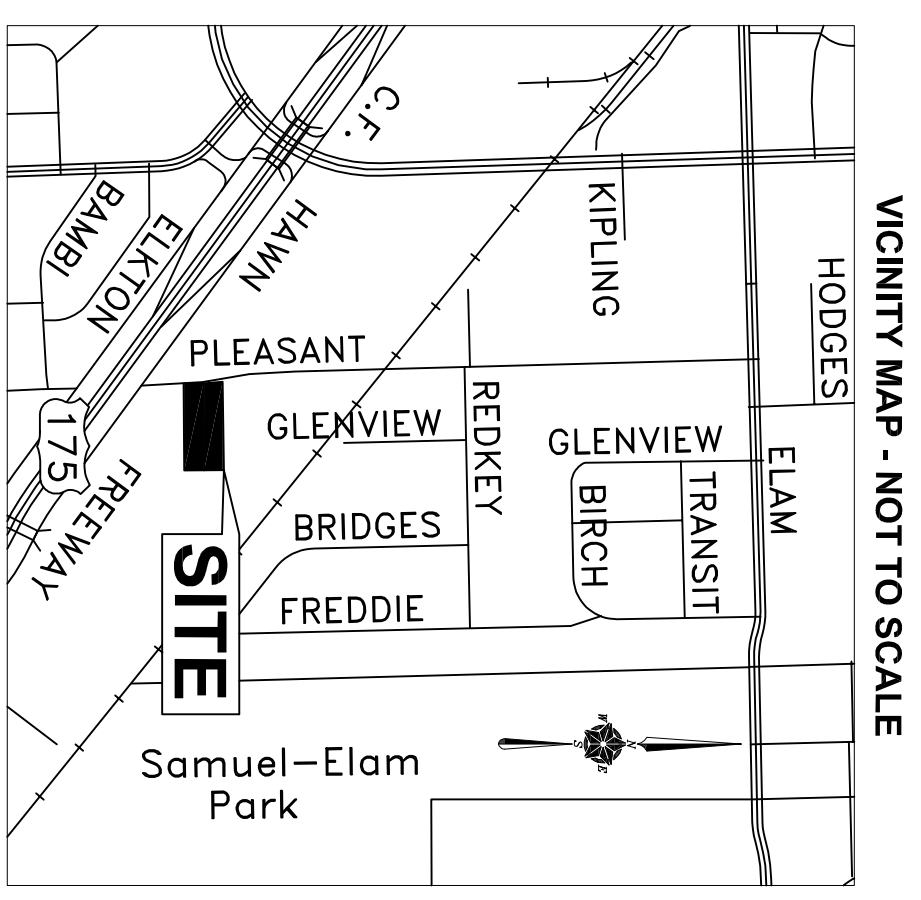 VICINITY MAP - NOT TO SCALE
C.F.
HAWN
FREEWAY
175
BAMBI
ELKTON
KIPLING
HODGES
PLEASANT
GLENVIEW
REDKEY
GLENVIEW
ELAM
BIRCH
TRANSIT
BRIDGES
FREDDIE
SITE
Samuel-Elam
Park
N
W
E
S